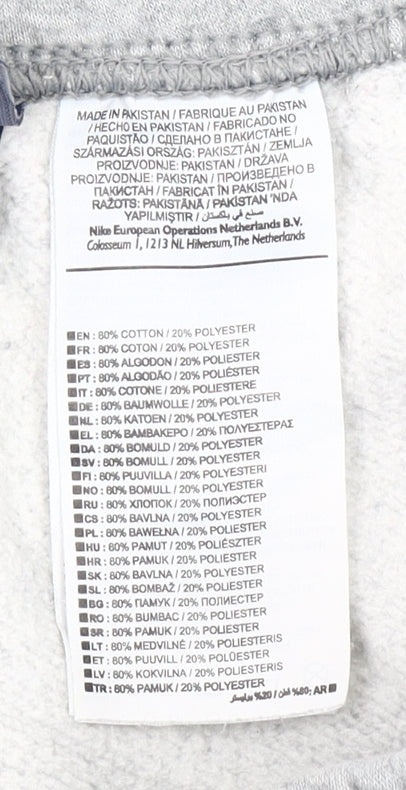 MADE IN PAKISTAN / FABRIQUE AU PAKISTAN
/ HECHO EN PAKISTAN / FABRICADO NO
PAQUISTÃO / СДЕЛАНО В ПАКИСТАНЕ /
SZÁRMAZÁSI ORSZÁG: PAKISZTÁN / ZEMLJA
PROIZVODNJE: PAKISTAN / DRŽAVA
PROIZVODNJE: PAKISTAN / ПРОИЗВЕДЕНО В
ПАКИСТАН / FABRICAT ÎN PAKISTAN /
RAŽOTS: PAKISTĀNĀ / PAKİSTAN 'NDA
YAPILMIŞTIR / صنع في باكستان
Nike European Operations Netherlands B.V.
Colosseum 1, 1213 NL Hilversum, The Netherlands
EN : 80% COTTON / 20% POLYESTER
FR : 80% COTON / 20% POLYESTER
ES : 80% ALGODON / 20% POLIESTER
PT : 80% ALGODÃO / 20% POLIÉSTER
IT : 80% COTONE / 20% POLIESTERE
DE : 80% BAUMWOLLE / 20% POLYESTER
NL : 80% KATOEN / 20% POLYESTER
EL : 80% ΒΑΜΒΑΚΕΡΟ / 20% ΠΟΛΥΕΣΤΕΡΑΣ
DA : 80% BOMULD / 20% POLYESTER
SV : 80% BOMULL / 20% POLYESTER
FI : 80% PUUVILLA / 20% POLYESTERI
NO : 80% BOMULL / 20% POLYESTER
RU : 80% ХЛОПОК / 20% ПОЛИЭСТЕР
CS : 80% BAVLNA / 20% POLYESTER
PL : 80% BAWEŁNA / 20% POLIESTER
HU : 80% PAMUT / 20% POLIÉSZTER
HR : 80% PAMUK / 20% POLIESTER
SK : 80% BAVLNA / 20% POLYESTER
SL : 80% BOMBAŽ / 20% POLIESTER
BG : 80% ПАМУК / 20% ПОЛИЕСТЕР
RO : 80% BUMBAC / 20% POLIESTER
SR : 80% PAMUK / 20% POLIESTER
LT : 80% MEDVILNĖ / 20% POLIESTERIS
ET : 80% PUUVILL / 20% POLÜESTER
LV : 80% KOKVILNA / 20% POLIESTERIS
TR : 80% PAMUK / 20% POLYESTER
AR :80% قطن / 20% بوليستر